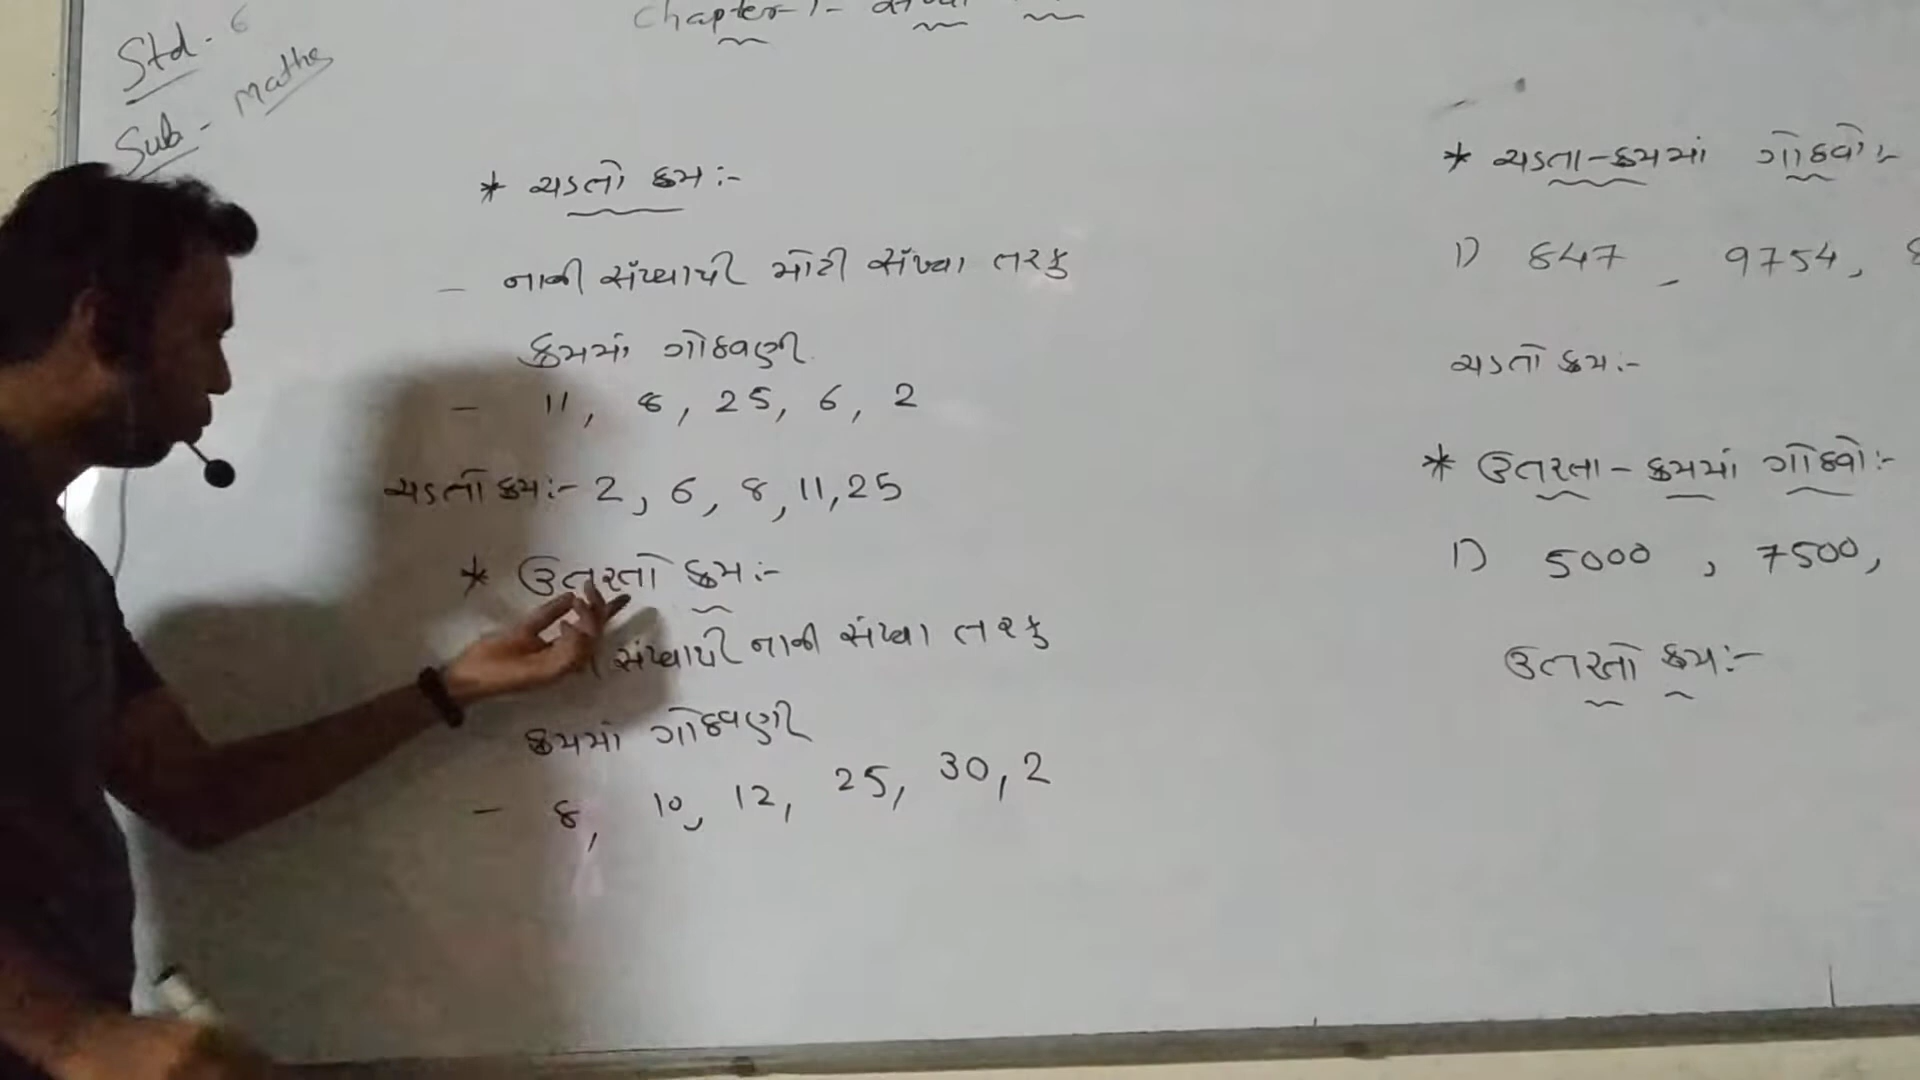 Std - 6
Sub - Maths
Chapter-1-
* ચડતો ક્રમ :-
- નાની સંખ્યાથી મોટી સંખ્યા તરફ
ક્રમમાં ગોઠવણી
- 11, 8, 25, 6, 2
ચડતો ક્રમ :- 2, 6, 8, 11, 25
* ઉતરતો ક્રમ :-
સંખ્યાથી નાની સંખ્યા તરફ
ક્રમમાં ગોઠવણી
- 8, 10, 12, 25, 30, 2
* ચડતા-ક્રમમાં ગોઠવો :-
1) 847, 9754,
ચડતો ક્રમ :-
* ઉતરતા - ક્રમમાં ગોઠવો :-
1) 5000, 7500,
ઉતરતો ક્રમ :-